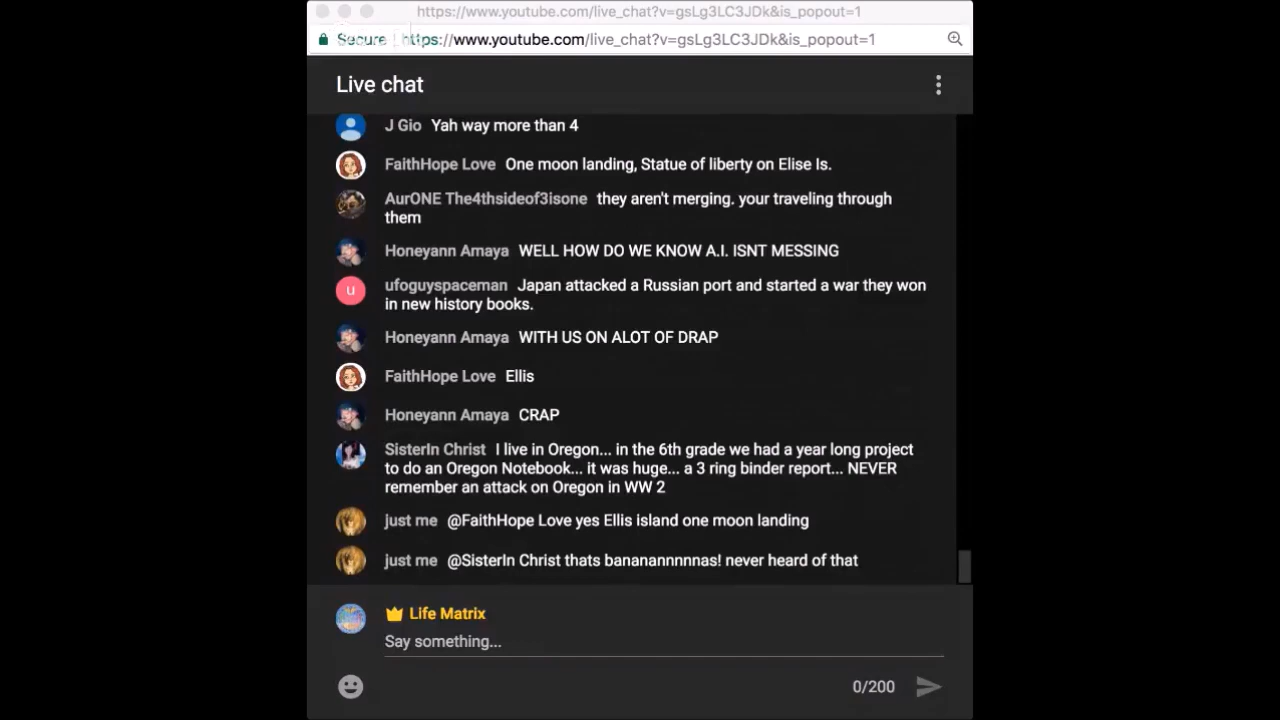 https://www.youtube.com/live_chat?v=gsLg3LC3JDk&is_popout=1
Secure https://www.youtube.com/live_chat?v=gsLg3LC3JDk&is_popout=1
Live chat
J Gio Yah way more than 4
FaithHope Love One moon landing, Statue of liberty on Elise Is.
AurONE The4thsideof3isone they aren't merging. your traveling through
them
Honeyann Amaya WELL HOW DO WE KNOW A.I. ISNT MESSING
u ufoguyspaceman Japan attacked a Russian port and started a war they won
in new history books.
Honeyann Amaya WITH US ON ALOT OF DRAP
FaithHope Love Ellis
Honeyann Amaya CRAP
SisterIn Christ I live in Oregon... in the 6th grade we had a year long project
to do an Oregon Notebook... it was huge... a 3 ring binder report... NEVER
remember an attack on Oregon in WW 2
just me @FaithHope Love yes Ellis island one moon landing
just me @SisterIn Christ thats bananannnnas! never heard of that
Life Matrix
Say something...
0/200